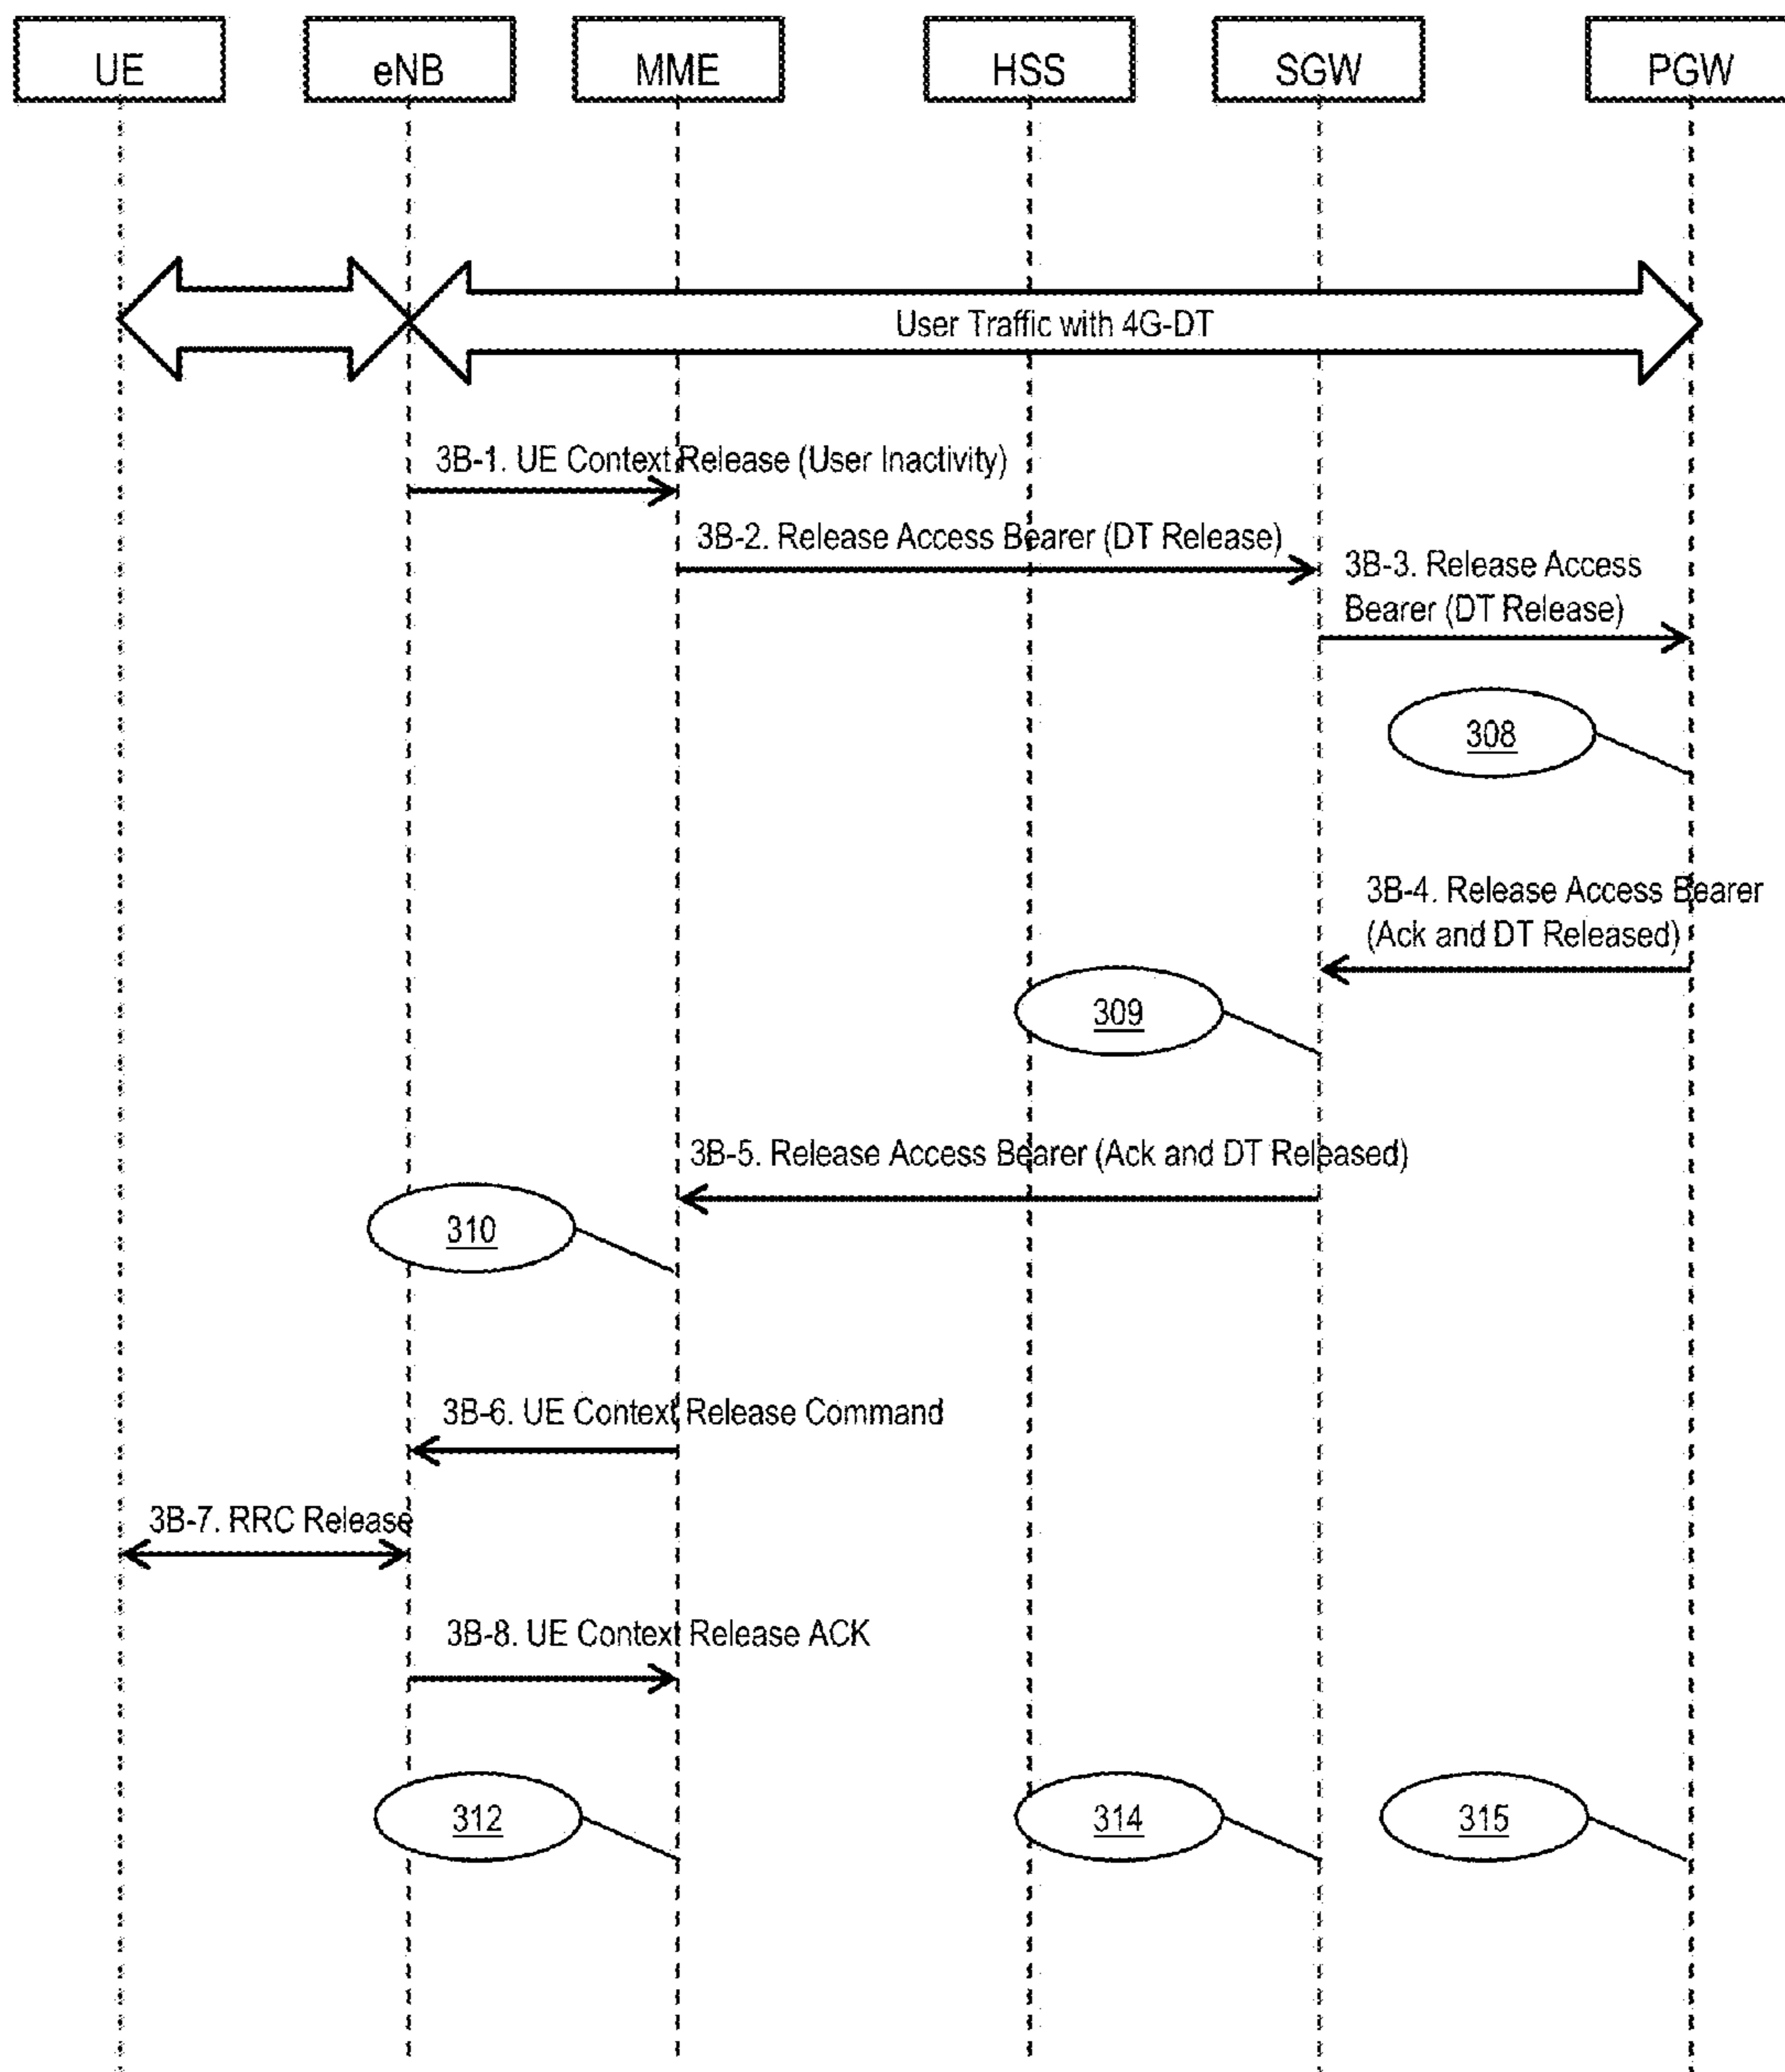 UE eNB MME HSS SGW PGW
User Traffic with 4G-DT
3B-1. UE Context Release (User Inactivity)
3B-2. Release Access Bearer (DT Release)
3B-3. Release Access
Bearer (DT Release)
308
3B-4. Release Access Bearer
(Ack and DT Released)
309
3B-5. Release Access Bearer (Ack and DT Released)
310
3B-6. UE Context Release Command
3B-7. RRC Release
3B-8. UE Context Release ACK
312 314 315